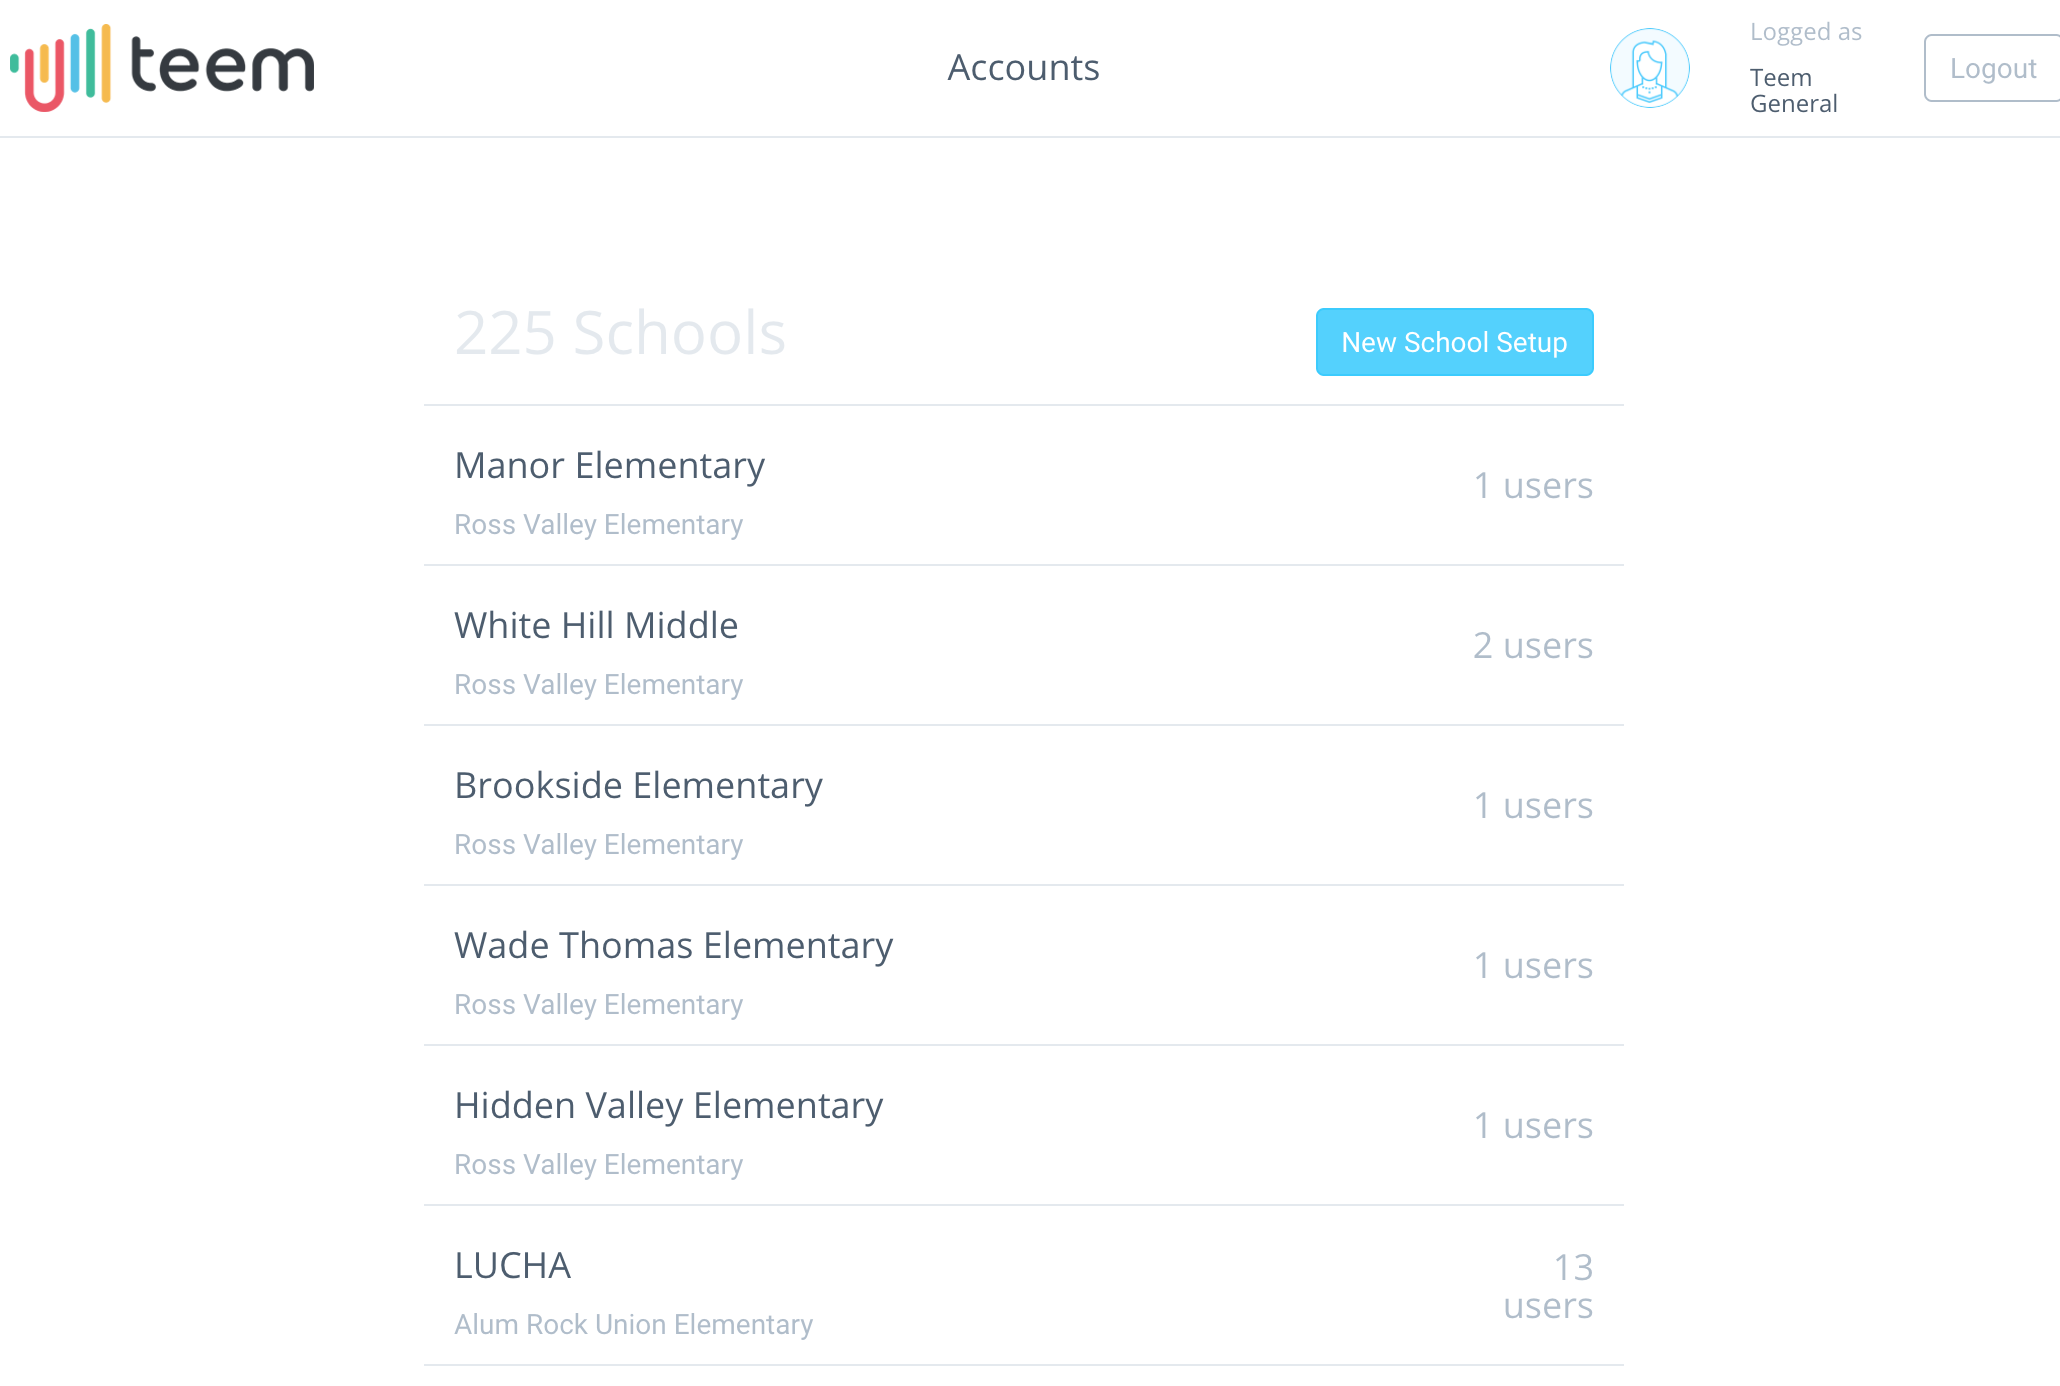 teem
Accounts
Logged as
Teem
General
Logout
225 Schools
New School Setup
Manor Elementary
1 users
Ross Valley Elementary
White Hill Middle
2 users
Ross Valley Elementary
Brookside Elementary
1 users
Ross Valley Elementary
Wade Thomas Elementary
1 users
Ross Valley Elementary
Hidden Valley Elementary
1 users
Ross Valley Elementary
LUCHA
13
users
Alum Rock Union Elementary